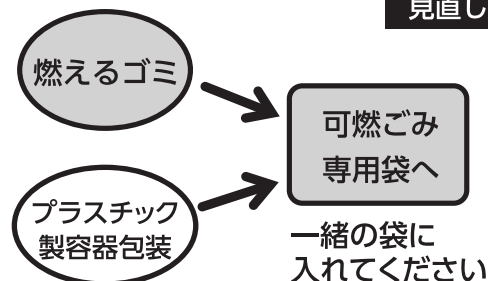 見直し
燃えるゴミ
可燃ごみ
専用袋へ
プラスチック
製容器包装
一緒の袋に
入れてください